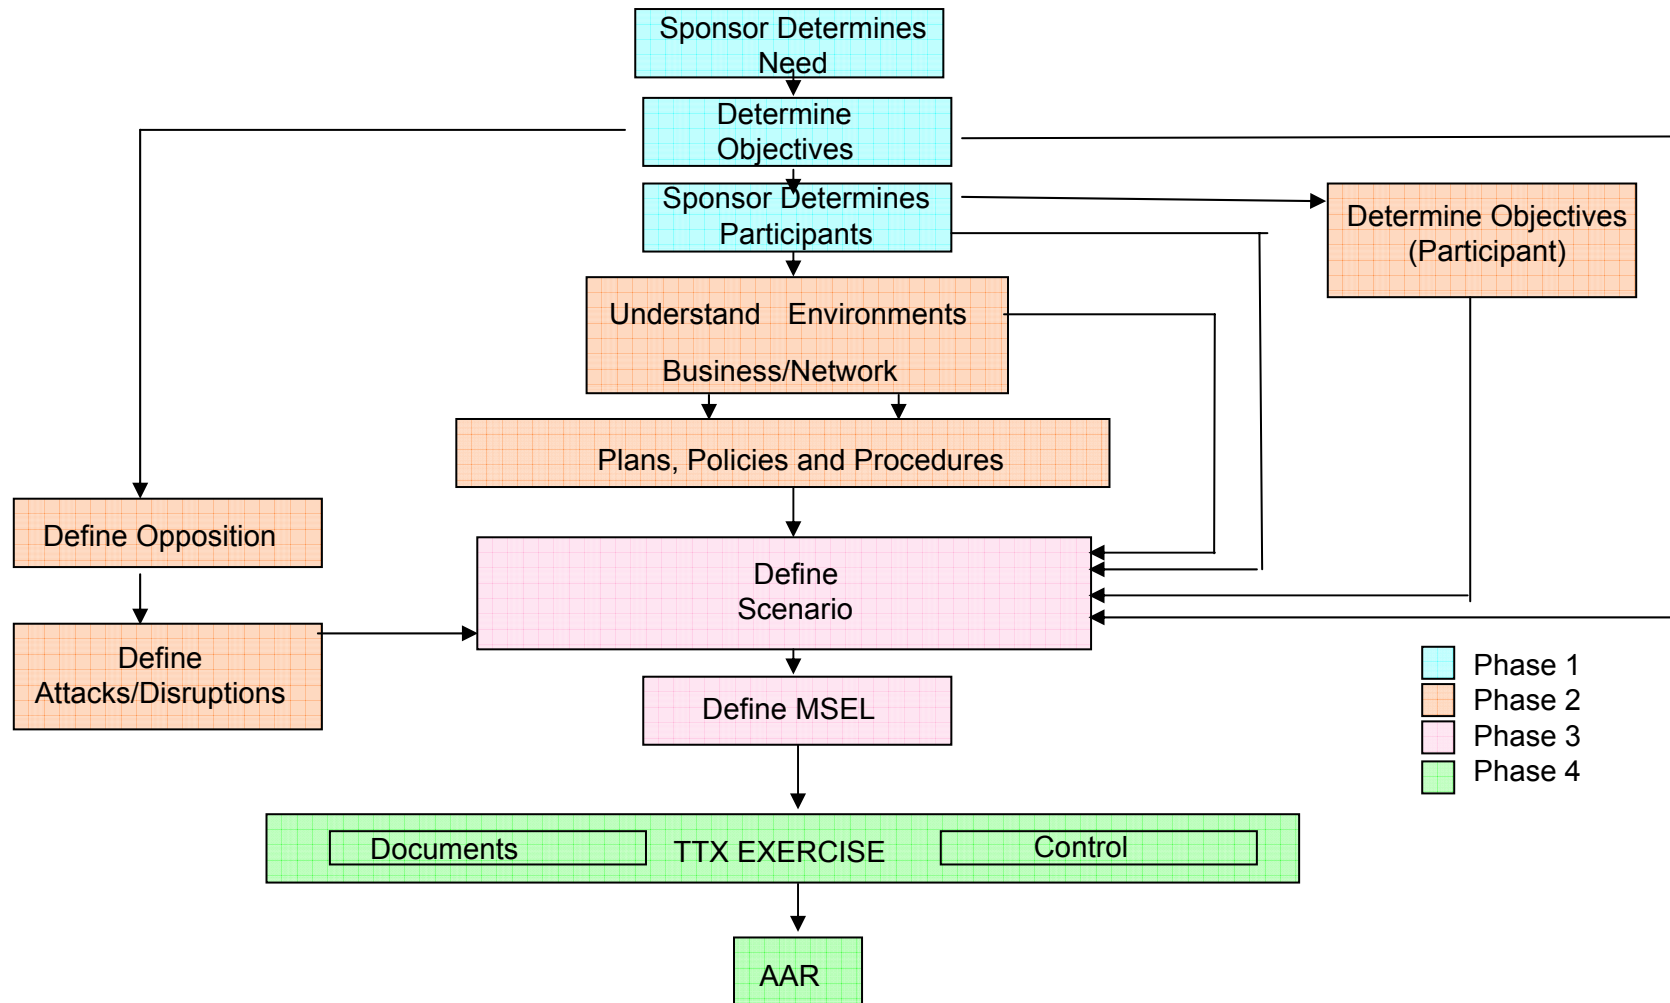 Sponsor Determines
Need
Determine
Objectives
Sponsor Determines
Participants
Determine Objectives
(Participant)
Understand Environments
Business/Network
Plans, Policies and Procedures
Define Opposition
Define
Scenario
Define
Attacks/Disruptions
Define MSEL
Phase 1
Phase 2
Phase 3
Phase 4
Documents
TTX EXERCISE
Control
AAR